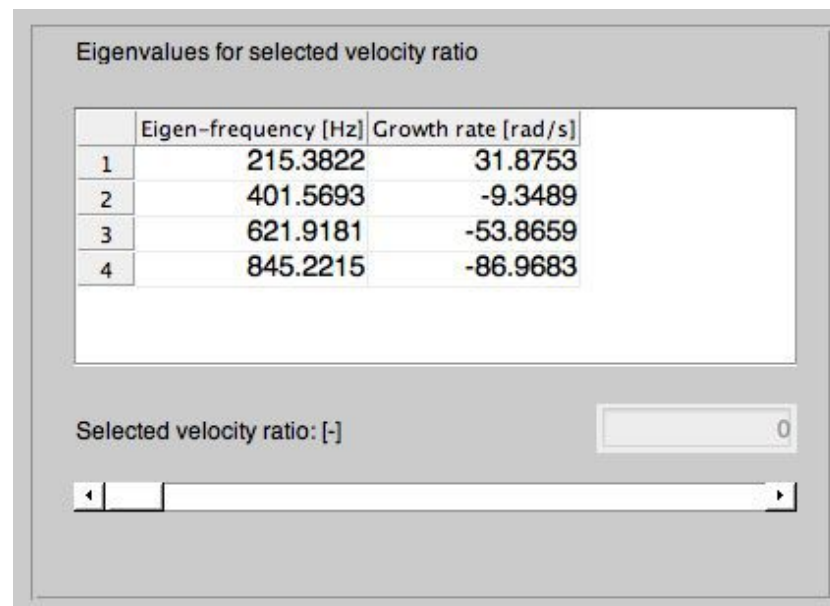 Eigenvalues for selected velocity ratio
Eigen-frequency [Hz] Growth rate [rad/s]
1 215.3822 31.8753
2 401.5693 -9.3489
3 621.9181 -53.8659
4 845.2215 -86.9683
Selected velocity ratio: [-] 0